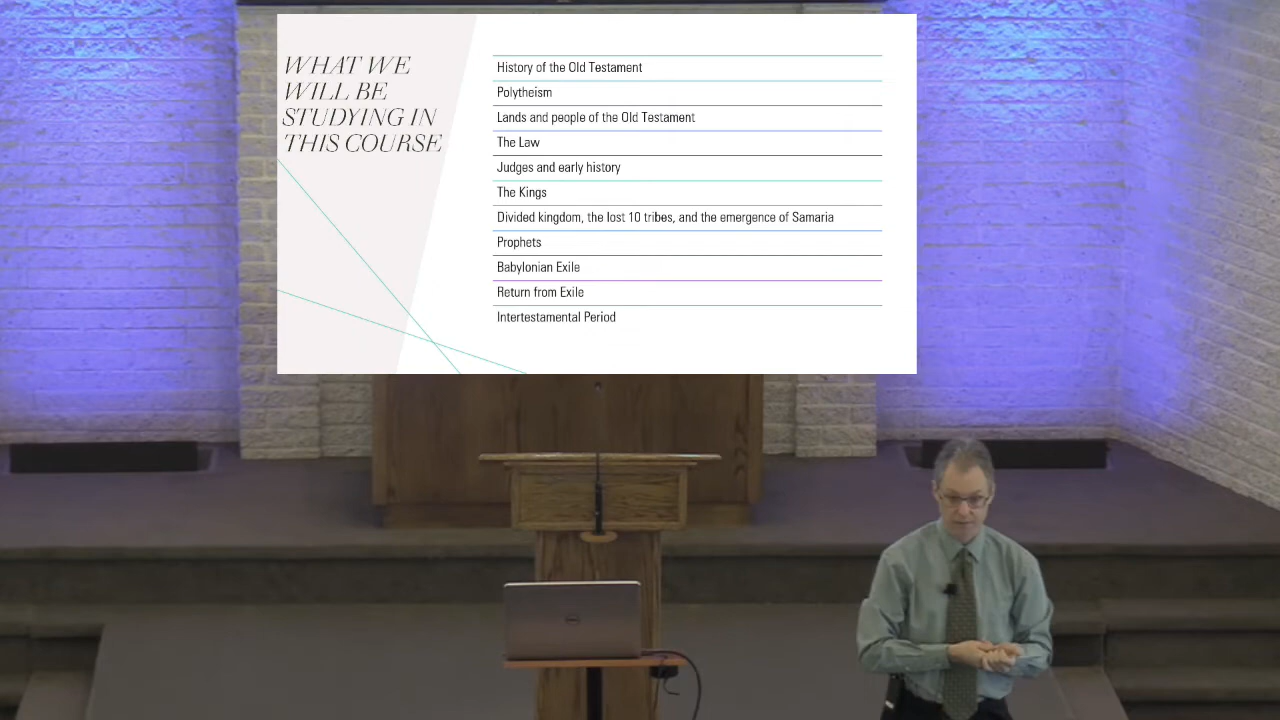 WHAT WE
WILL BE
STUDYING IN
THIS COURSE
History of the Old Testament
Polytheism
Lands and people of the Old Testament
The Law
Judges and early history
The Kings
Divided kingdom, the lost 10 tribes, and the emergence of Samaria
Prophets
Babylonian Exile
Return from Exile
Intertestamental Period
DELL